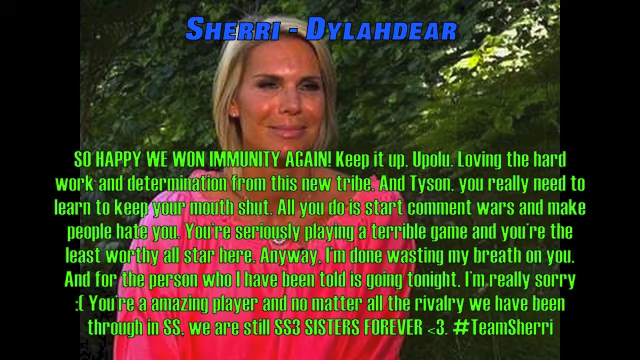 Sherri - Dylahdear
SO HAPPY WE WON IMMUNITY AGAIN! Keep it up, Upolu. Loving the hard
work and determination from this new tribe. And Tyson, you really need to
learn to keep your mouth shut. All you do is start comment wars and make
people hate you. You're seriously playing a terrible game and you're the
least worthy all star here. Anyway, I'm done wasting my breath on you.
And for the person who I have been told is going tonight, I'm really sorry
:( You're a amazing player and no matter all the rivalry we have been
through in SS, we are still SS3 SISTERS FOREVER <3. #TeamSherri